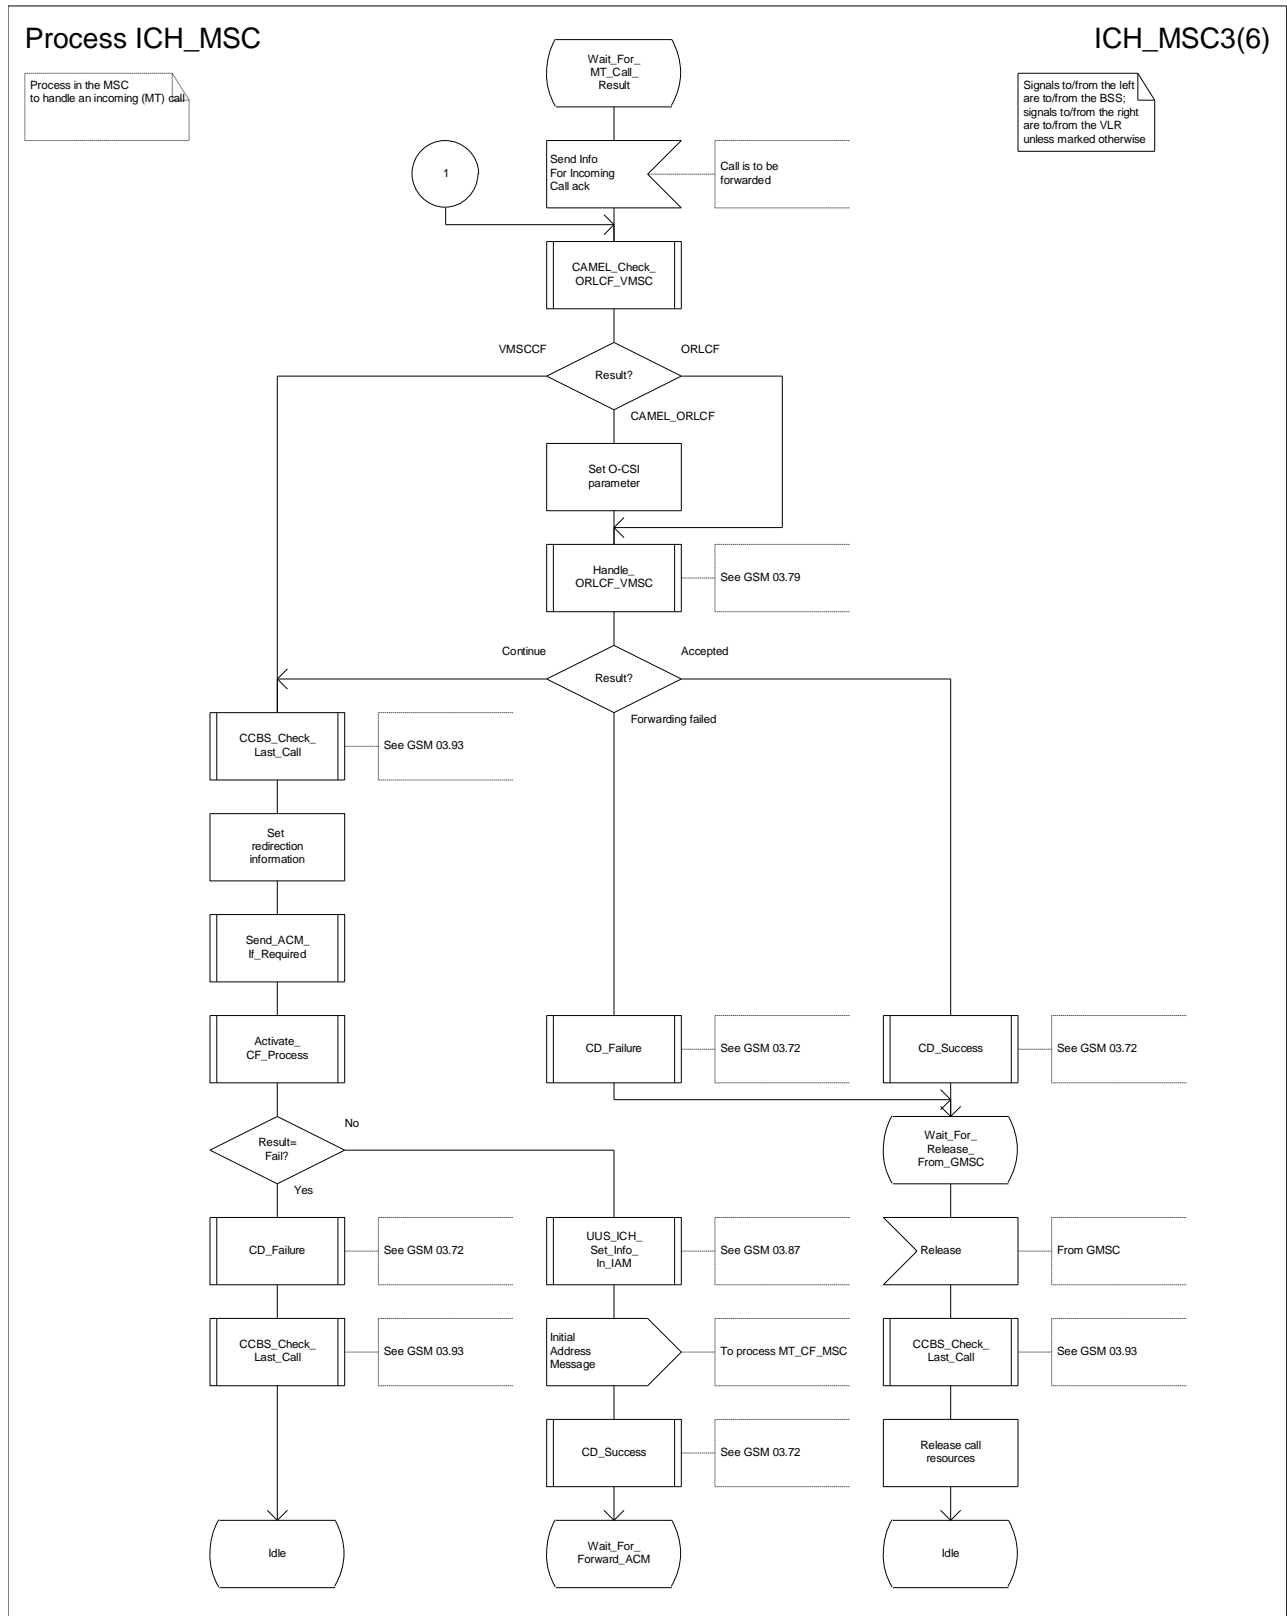 Process ICH_MSC
ICH_MSC3(6)
Process in the MSC
to handle an incoming (MT) call
Signals to/from the left
are to/from the BSS;
signals to/from the right
are to/from the VLR
unless marked otherwise
Wait_For_
MT_Call_
Result
1
Send Info
For Incoming
Call ack
Call is to be
forwarded
CAMEL_Check_
ORLCF_VMSC
VMSCCF
ORLCF
Result?
CAMEL_ORLCF
Set O-CSI
parameter
Handle_
ORLCF_VMSC
See GSM 03.79
Continue
Accepted
Result?
Forwarding failed
CCBS_Check_
Last_Call
See GSM 03.93
Set
redirection
information
Send_ACM_
If_Required
Activate_
CF_Process
CD_Failure
See GSM 03.72
CD_Success
See GSM 03.72
No
Result=
Fail?
Yes
Wait_For_
Release_
From_GMSC
CD_Failure
See GSM 03.72
UUS_ICH_
Set_Info_
In_IAM
See GSM 03.87
Release
From GMSC
CCBS_Check_
Last_Call
See GSM 03.93
Initial
Address
Message
To process MT_CF_MSC
CCBS_Check_
Last_Call
See GSM 03.93
CD_Success
See GSM 03.72
Release call
resources
Idle
Wait_For_
Forward_ACM
Idle